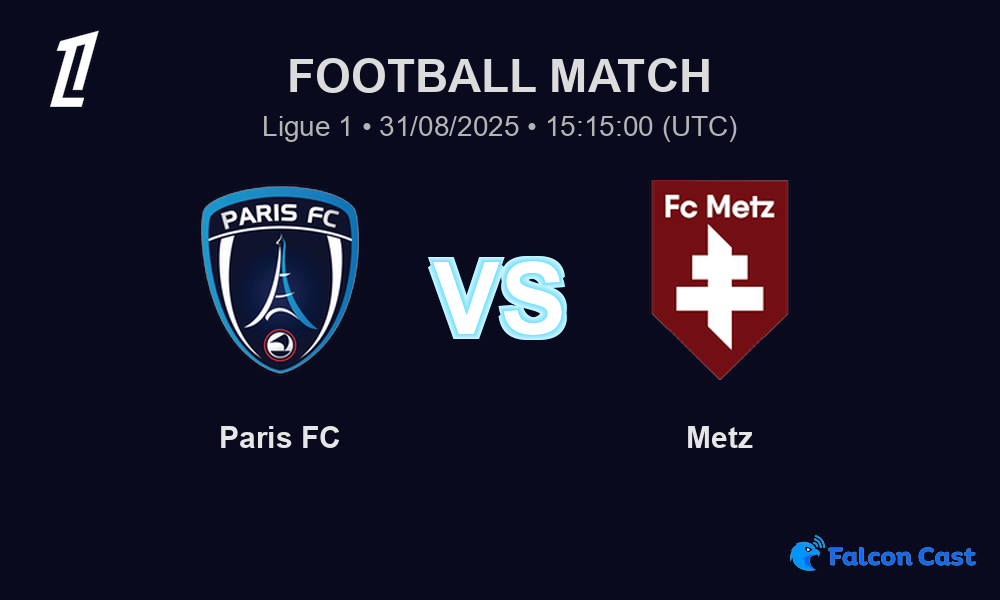 FOOTBALL MATCH
Ligue 1 • 31/08/2025 • 15:15:00 (UTC)
PARIS FC
VS
Fc Metz
Paris FC
Metz
Falcon Cast